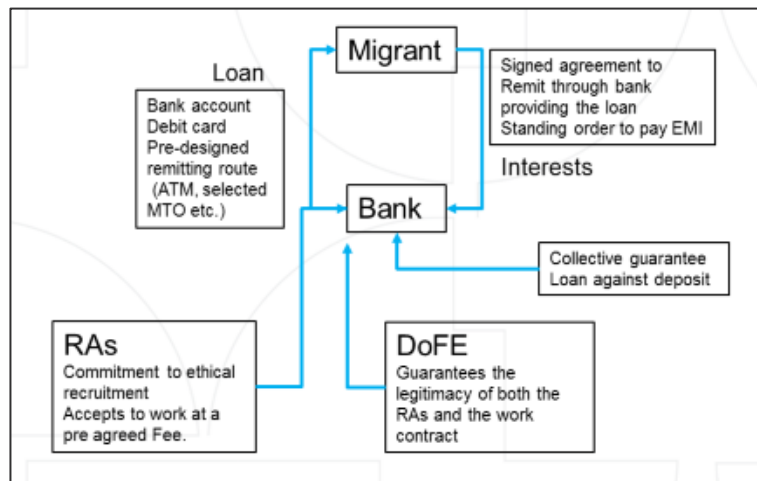 Migrant
Loan
Bank account
Debit card
Pre-designed
remitting route
(ATM, selected
MTO etc.)
Signed agreement to
Remit through bank
providing the loan
Standing order to pay EMI
Interests
Bank
Collective guarantee
Loan against deposit
RAs
Commitment to ethical
recruitment
Accepts to work at a
pre agreed Fee.
DoFE
Guarantees the
legitimacy of both the
RAs and the work
contract